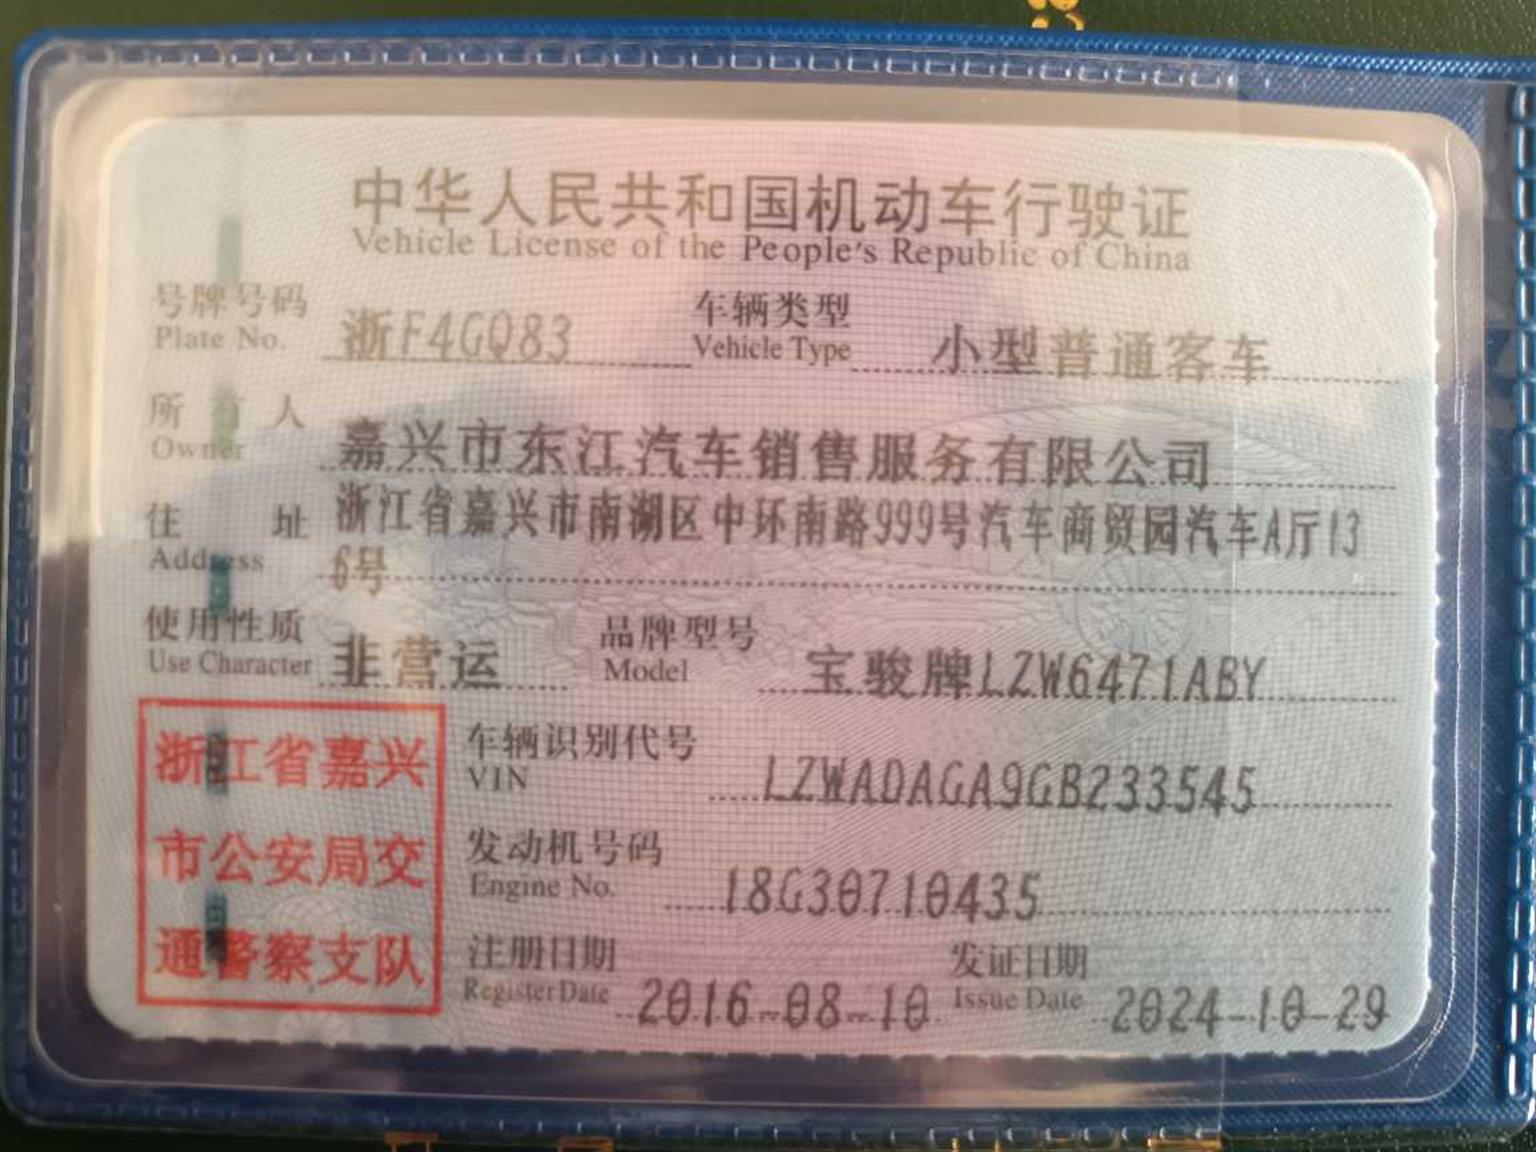 中华人民共和国机动车行驶证
Vehicle License of the People's Republic of China
号牌号码 浙F4GQ83 车辆类型 小型普通客车
Plate No. Vehicle Type
所有人 嘉兴市东江汽车销售服务有限公司
Owner
住址 浙江省嘉兴市南湖区中环南路999号汽车商贸园汽车A厅13
Address 6号
使用性质 非营运 品牌型号 宝骏牌LZW6471ABY
Use Character Model
浙江省嘉兴
市公安局交
通警察支队
车辆识别代号 LZWADAGA9GB233545
VIN
发动机号码 18G30710435
Engine No.
注册日期 2016-08-10 发证日期 2024-10-29
Register Date Issue Date